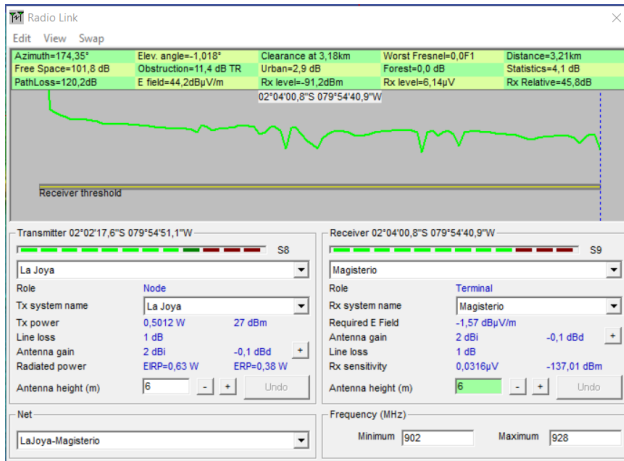 Radio Link
Edit View Swap
Azimuth=174,35° Elev. angle=-1,018° Clearance at 3,18km Worst Fresnel=0,0F1 Distance=3,21km
Free Space=101,8 dB Obstruction=11,4 dB TR Urban=2,9 dB Forest=0,0 dB Statistics=4,1 dB
PathLoss=120,2dB E field=44,2dBμV/m Rx level=-91,2dBm Rx level=6,14μV Rx Relative=45,8dB
02°04'00,8"S 079°54'40,9"W
Receiver threshold
Transmitter 02°02'17,6"S 079°54'51,1"W
S8
La Joya
Role Node
Tx system name La Joya
Tx power 0,5012 W 27 dBm
Line loss 1 dB
Antenna gain 2 dBi -0,1 dBd +
Radiated power EIRP=0,63 W ERP=0,38 W
Antenna height (m) 6 - + Undo
Net
LaJoya-Magisterio
Receiver 02°04'00,8"S 079°54'40,9"W
S9
Magisterio
Role Terminal
Rx system name Magisterio
Required E Field -1,57 dBμV/m
Antenna gain 2 dBi -0,1 dBd +
Line loss 1 dB
Rx sensitivity 0,0316μV -137,01 dBm
Antenna height (m) 6 - + Undo
Frequency (MHz)
Minimum 902 Maximum 928